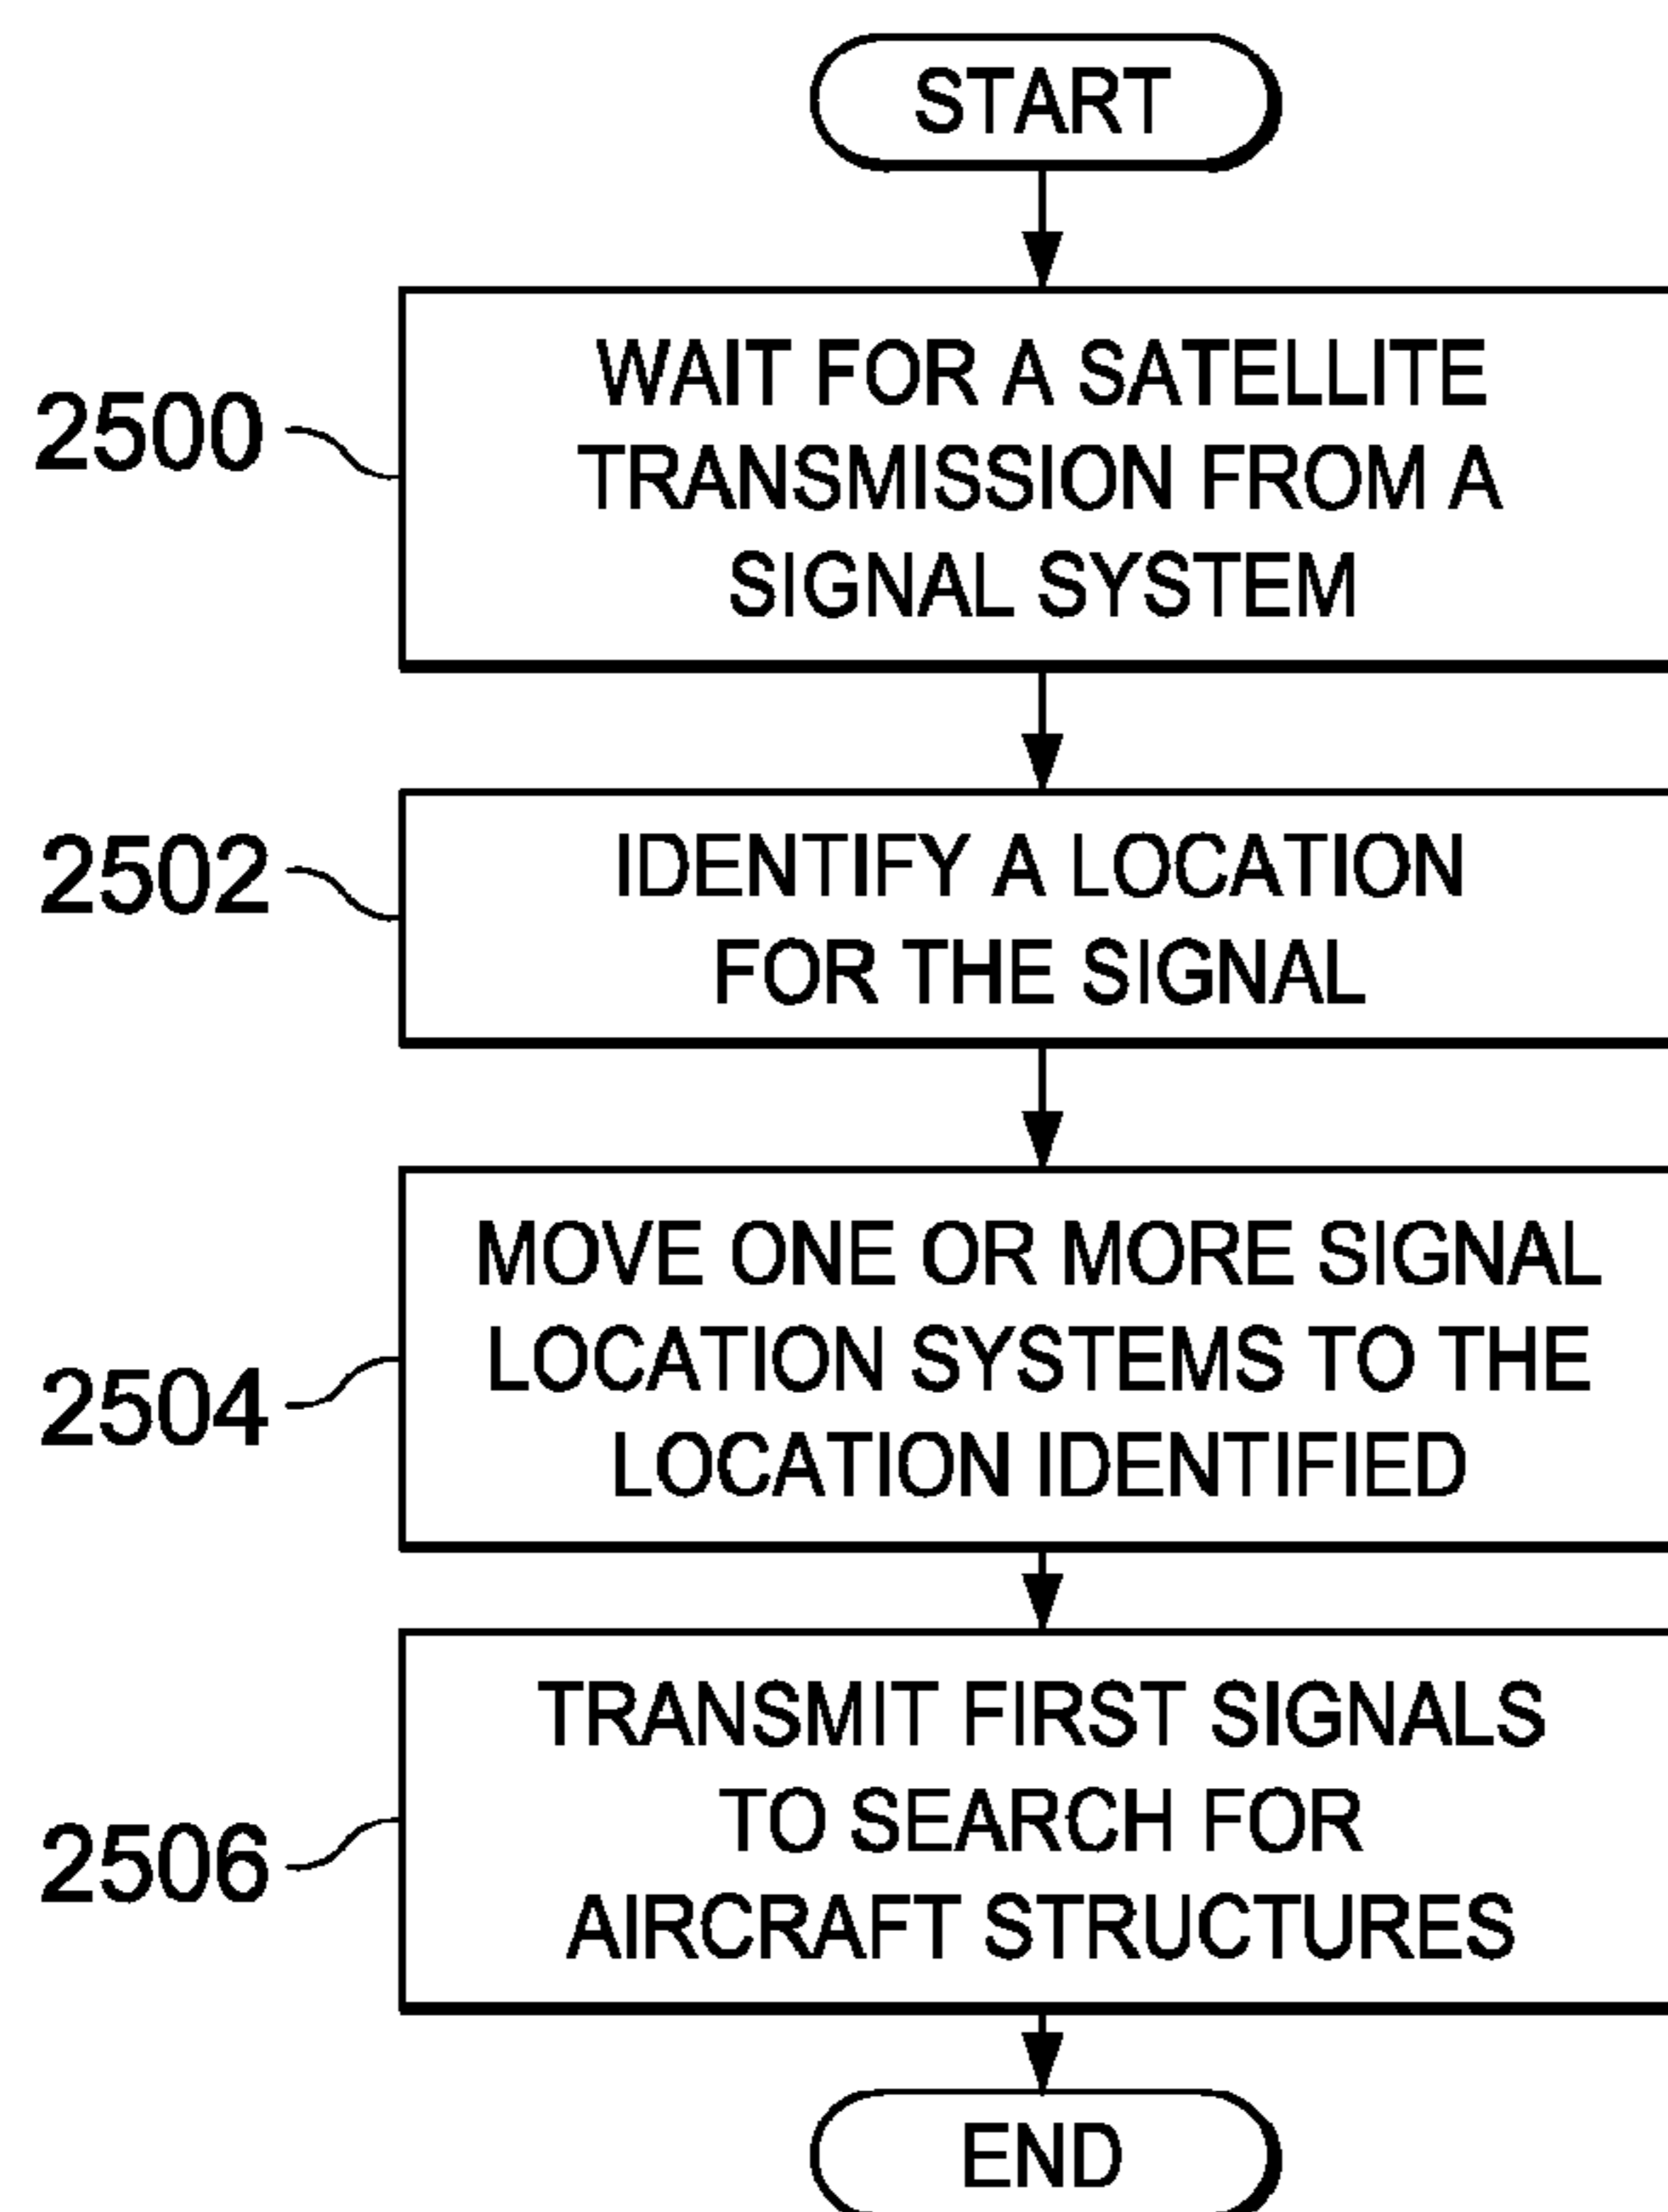 START
2500
WAIT FOR A SATELLITE
TRANSMISSION FROM A
SIGNAL SYSTEM
2502
IDENTIFY A LOCATION
FOR THE SIGNAL
2504
MOVE ONE OR MORE SIGNAL
LOCATION SYSTEMS TO THE
LOCATION IDENTIFIED
2506
TRANSMIT FIRST SIGNALS
TO SEARCH FOR
AIRCRAFT STRUCTURES
END